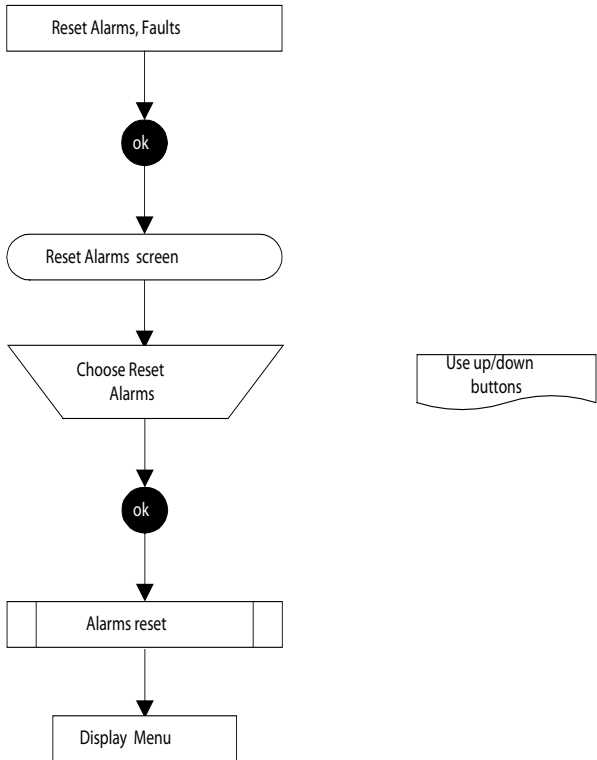 Reset Alarms, Faults
ok
Reset Alarms screen
Choose Reset
Alarms
Use up/down
buttons
ok
Alarms reset
Display Menu